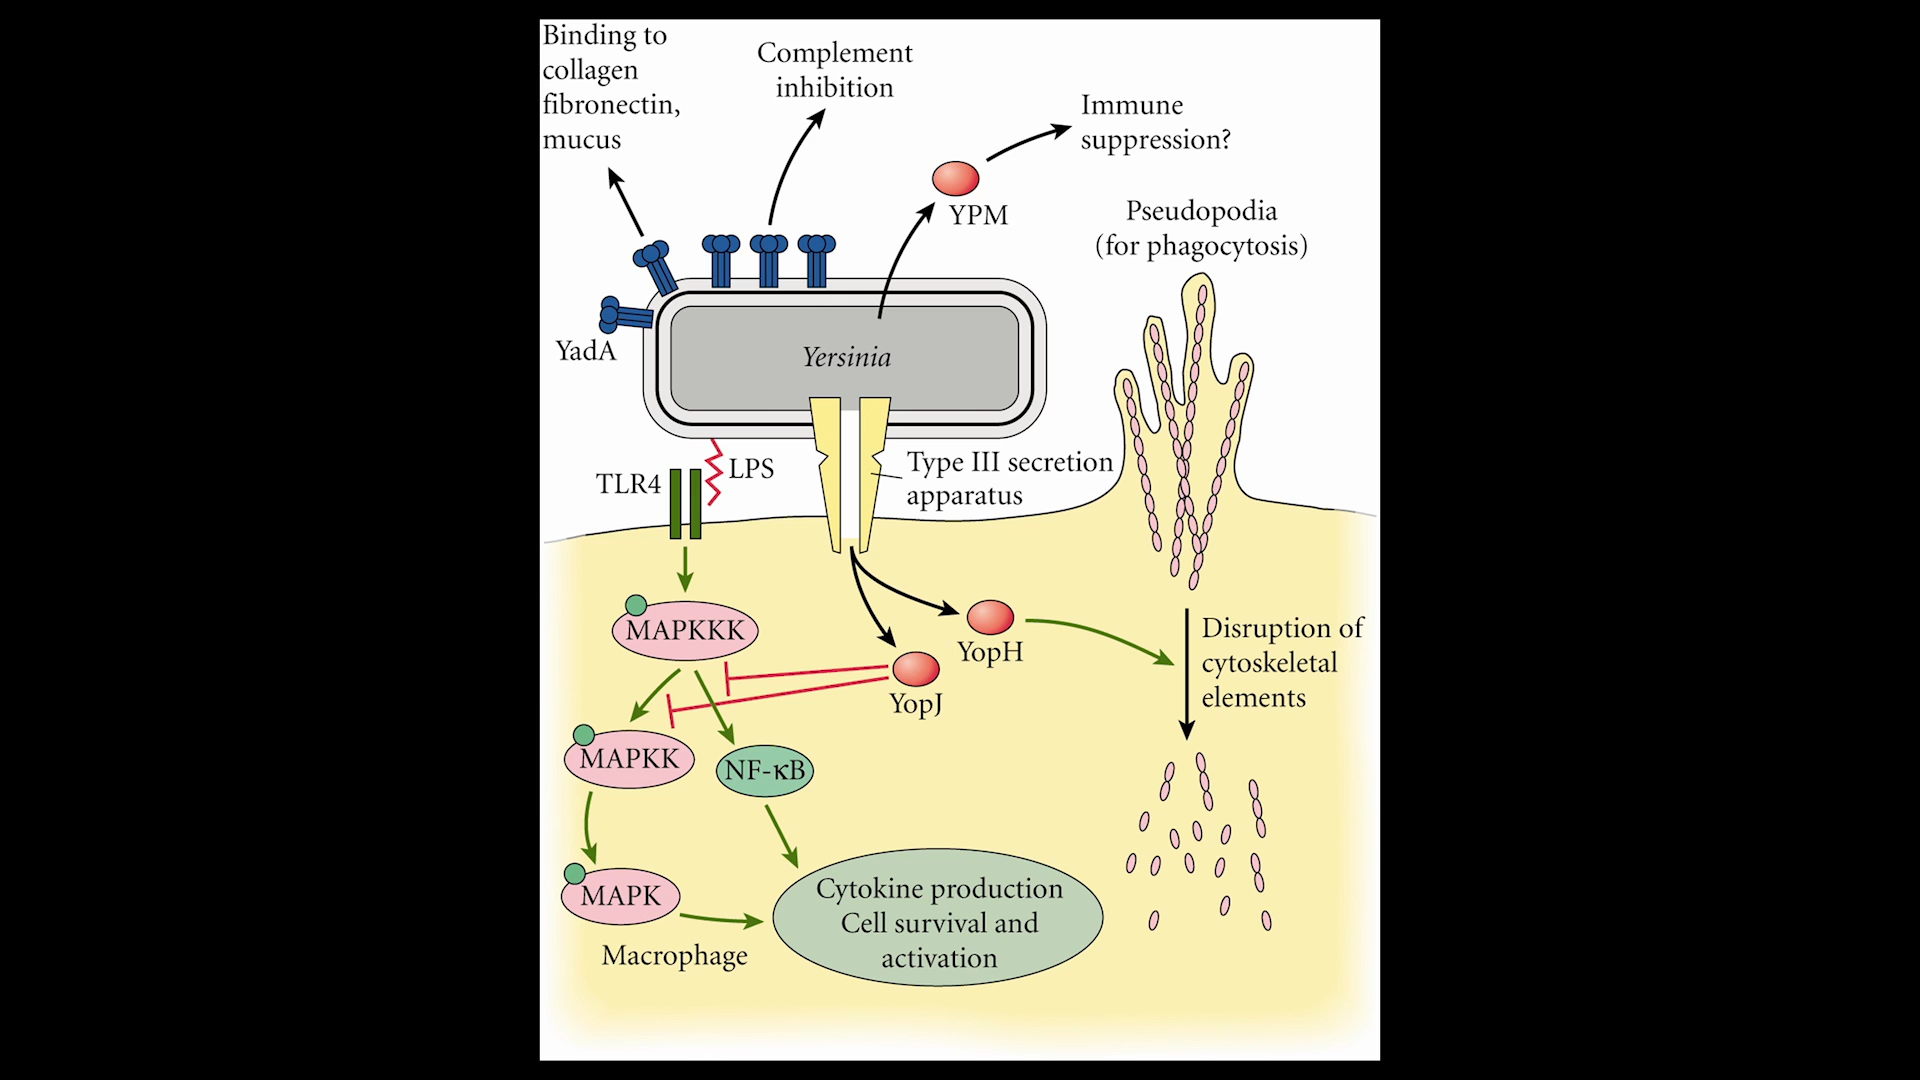 Binding to
collagen
fibronectin,
mucus
Complement
inhibition
Immune
suppression?
YPM
Pseudopodia
(for phagocytosis)
YadA
Yersinia
TLR4
LPS
Type III secretion
apparatus
MAPKKK
YopH
YopJ
Disruption of
cytoskeletal
elements
MAPKK
NF-κB
MAPK
Macrophage
Cytokine production
Cell survival and
activation